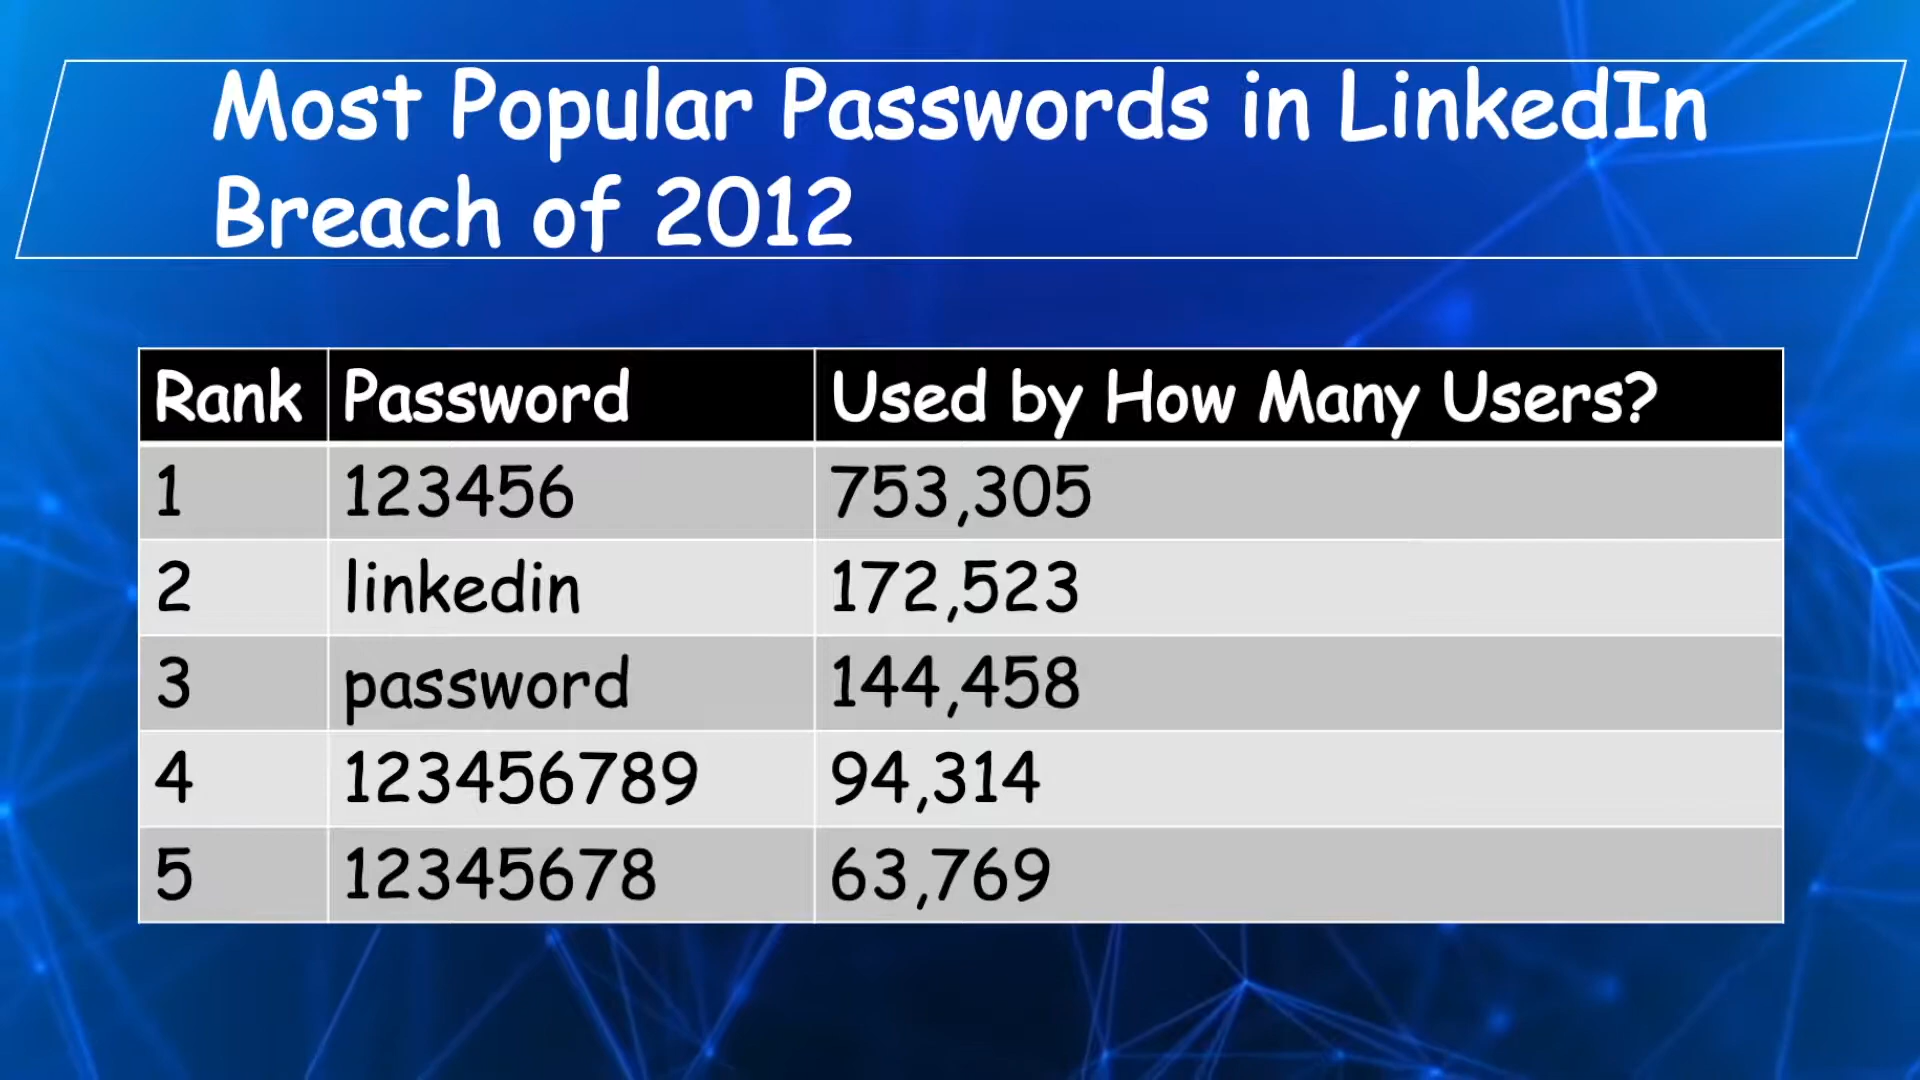 Most Popular Passwords in LinkedIn
Breach of 2012
Rank Password Used by How Many Users?
1 123456 753,305
2 linkedin 172,523
3 password 144,458
4 123456789 94,314
5 12345678 63,769